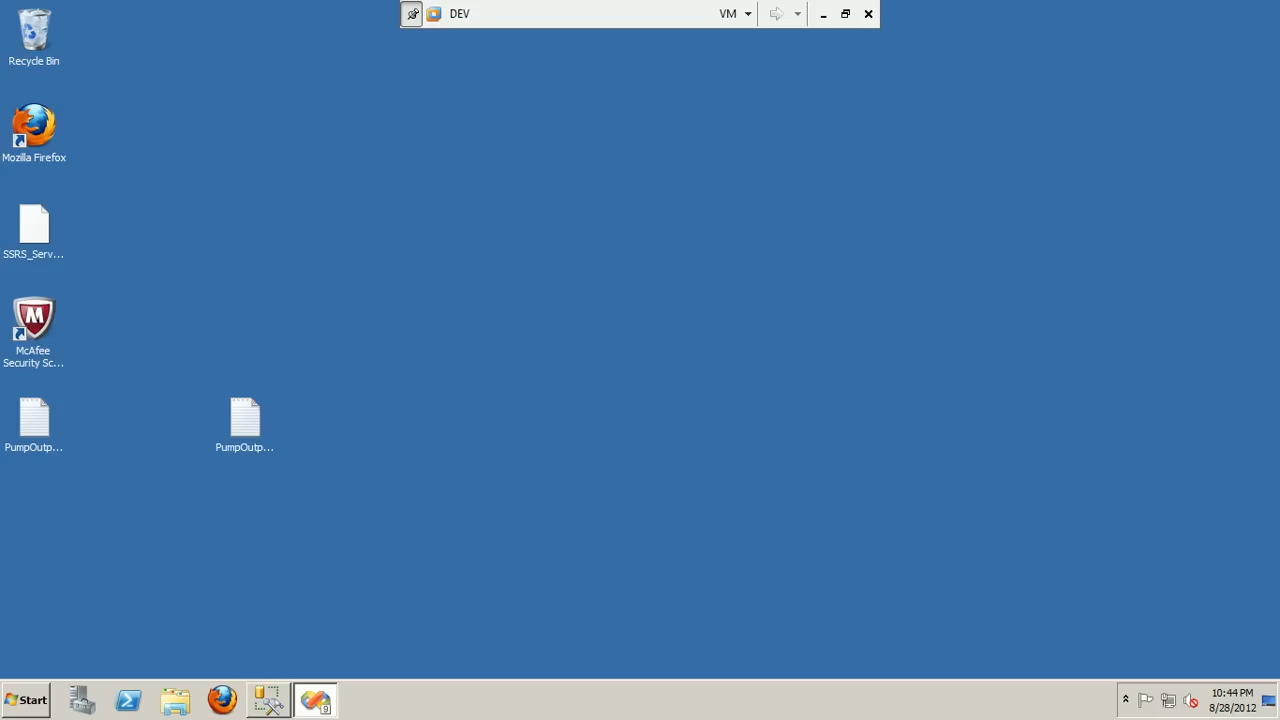 DEV
VM
Recycle Bin
Mozilla Firefox
SSRS_Serv...
M
McAfee
Security Sc...
PumpOutp...
PumpOutp...
Start
9
10:44 PM
8/28/2012